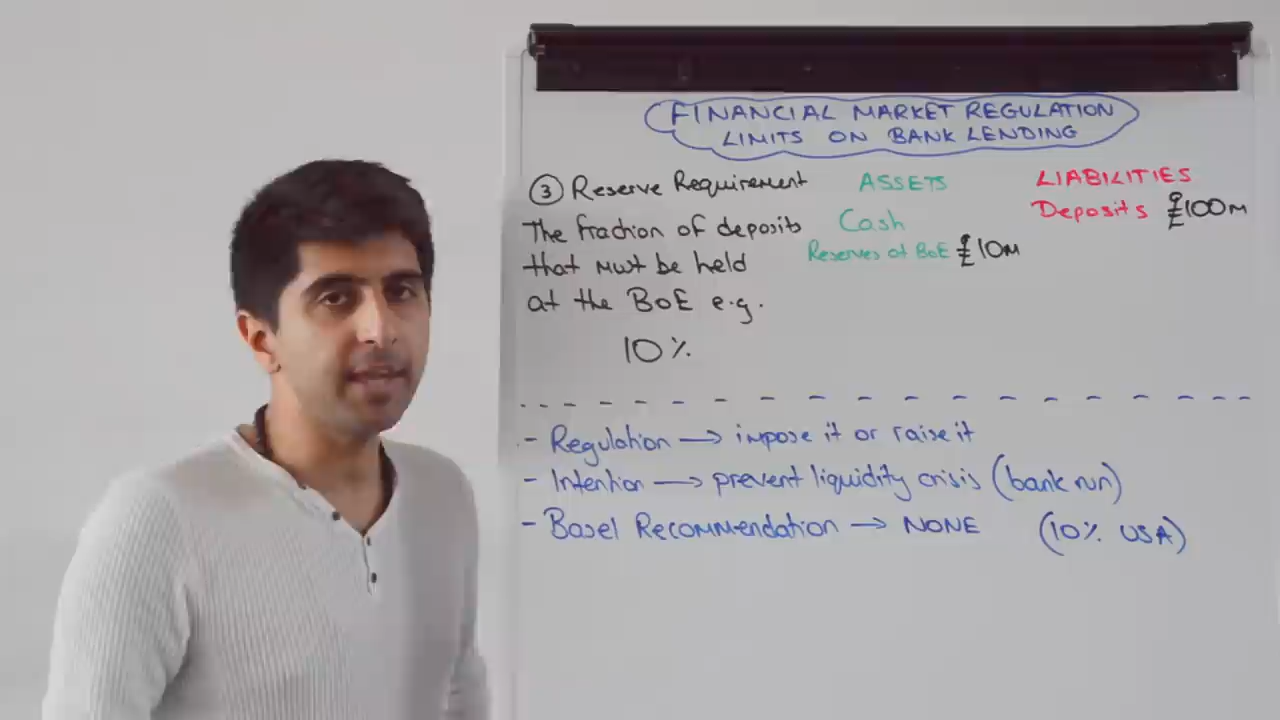 FINANCIAL MARKET REGULATION
LIMITS ON BANK LENDING
③ Reserve Requirement
The fraction of deposits
that must be held
at the BoE e.g.
10%
ASSETS
Cash
Reserves at BoE £10M
LIABILITIES
Deposits £100M
- Regulation → impose it or raise it
- Intention → prevent liquidity crisis (bank run)
- Basel Recommendation → NONE (10% USA)